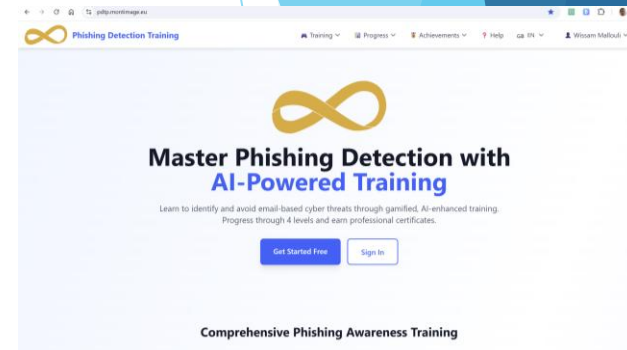 pdtp.montimage.eu
Phishing Detection Training
Training
Progress
Achievements
Help
GB EN
Wissam Mallouli
Master Phishing Detection with
AI-Powered Training
Learn to identify and avoid email-based cyber threats through gamified, AI-enhanced training.
Progress through 4 levels and earn professional certificates.
Get Started Free
Sign In
Comprehensive Phishing Awareness Training